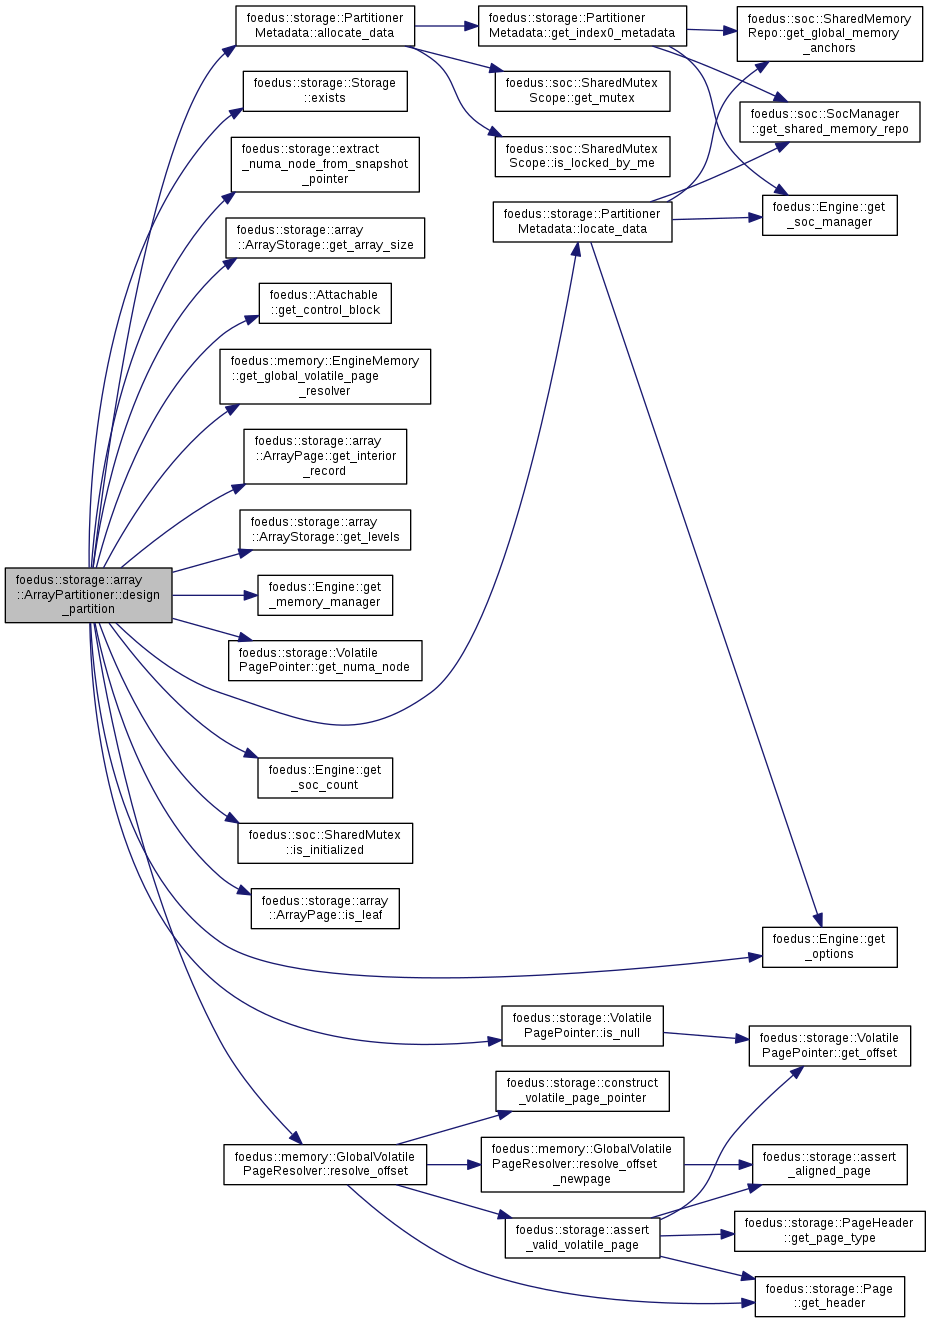 foedus::storage::array
::ArrayPartitioner::design
_partition
foedus::storage::Partitioner
Metadata::allocate_data
foedus::storage::Storage
::exists
foedus::storage::extract
_numa_node_from_snapshot
_pointer
foedus::storage::array
::ArrayStorage::get_array_size
foedus::Attachable
::get_control_block
foedus::memory::EngineMemory
::get_global_volatile_page
_resolver
foedus::storage::array
::ArrayPage::get_interior
_record
foedus::storage::array
::ArrayStorage::get_levels
foedus::Engine::get
_memory_manager
foedus::storage::Volatile
PagePointer::get_numa_node
foedus::Engine::get
_soc_count
foedus::soc::SharedMutex
::is_initialized
foedus::storage::array
::ArrayPage::is_leaf
foedus::memory::GlobalVolatile
PageResolver::resolve_offset
foedus::storage::Partitioner
Metadata::get_index0_metadata
foedus::soc::SharedMutex
Scope::get_mutex
foedus::soc::SharedMutex
Scope::is_locked_by_me
foedus::storage::Partitioner
Metadata::locate_data
foedus::storage::Volatile
PagePointer::is_null
foedus::storage::construct
_volatile_page_pointer
foedus::memory::GlobalVolatile
PageResolver::resolve_offset
_newpage
foedus::storage::assert
_valid_volatile_page
foedus::soc::SharedMemory
Repo::get_global_memory
_anchors
foedus::soc::SocManager
::get_shared_memory_repo
foedus::Engine::get
_soc_manager
foedus::Engine::get
_options
foedus::storage::Volatile
PagePointer::get_offset
foedus::storage::assert
_aligned_page
foedus::storage::PageHeader
::get_page_type
foedus::storage::Page
::get_header